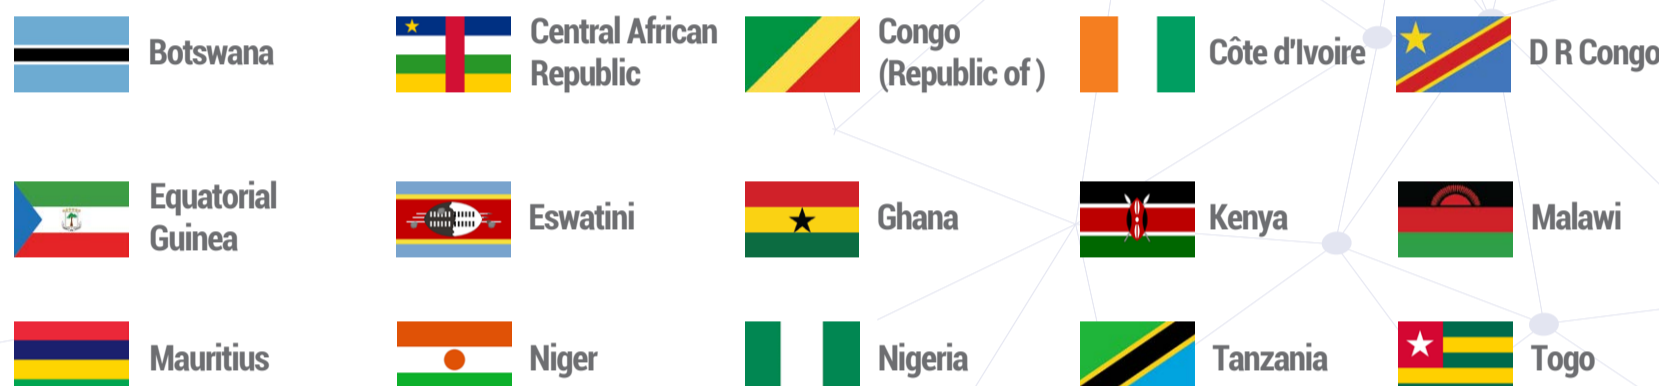 Botswana
Central African
Republic
Congo
(Republic of )
Côte d'Ivoire
D R Congo
Equatorial
Guinea
Eswatini
Ghana
Kenya
Malawi
Mauritius
Niger
Nigeria
Tanzania
Togo